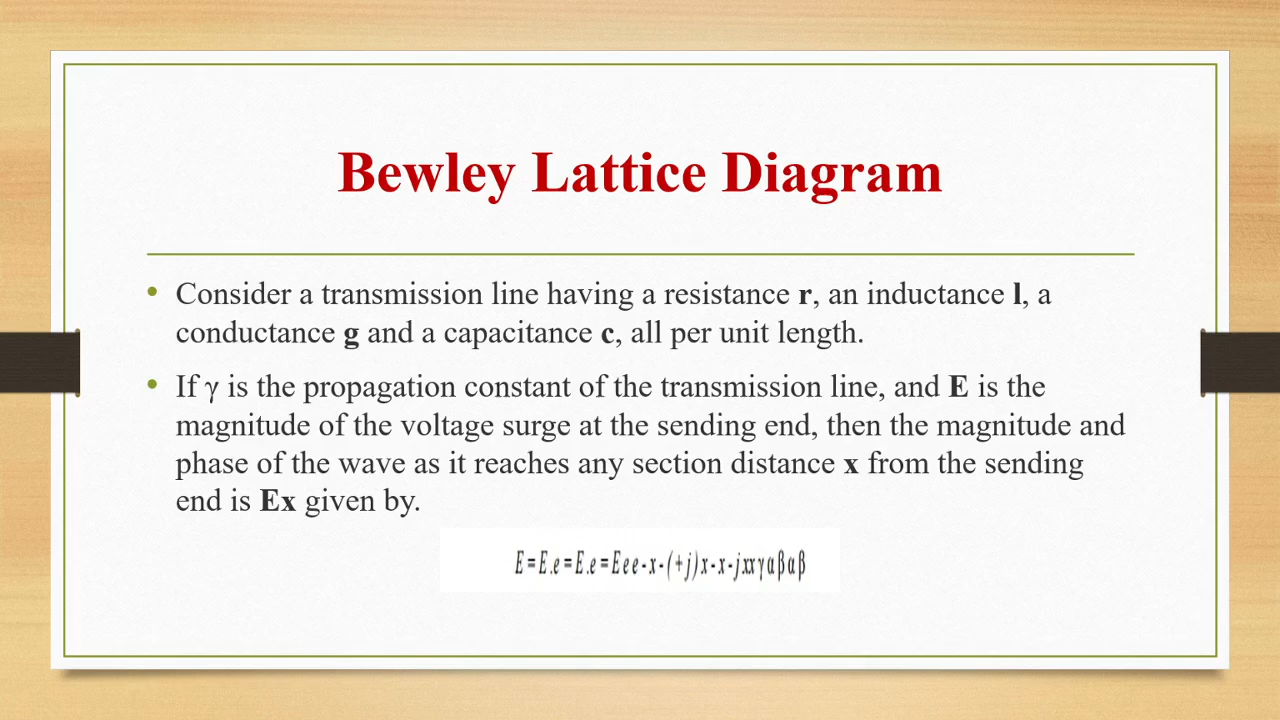 Bewley Lattice Diagram
• Consider a transmission line having a resistance r, an inductance l, a
conductance g and a capacitance c, all per unit length.
• If γ is the propagation constant of the transmission line, and E is the
magnitude of the voltage surge at the sending end, then the magnitude and
phase of the wave as it reaches any section distance x from the sending
end is Ex given by.
E=E.e=E.e=Eee-x-(+j)x-x-jxxγαβαβ